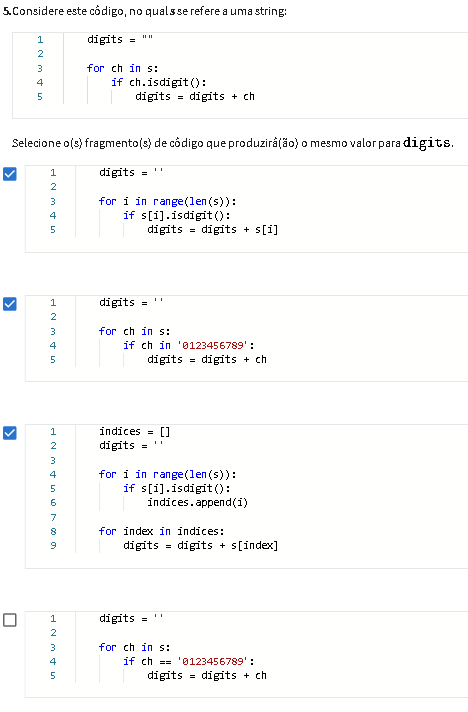 5.Considere este código, no qual s se refere a uma string:
1 digits = ""
2
3 for ch in s:
4 if ch.isdigit():
5 digits = digits + ch
Selecione o(s) fragmento(s) de código que produzirá(ão) o mesmo valor para digits.
1 digits = ''
2
3 for i in range(len(s)):
4 if s[i].isdigit():
5 digits = digits + s[i]
1 digits = ''
2
3 for ch in s:
4 if ch in '0123456789':
5 digits = digits + ch
1 indices = []
2 digits = ''
3
4 for i in range(len(s)):
5 if s[i].isdigit():
6 indices.append(i)
7
8 for index in indices:
9 digits = digits + s[index]
1 digits = ''
2
3 for ch in s:
4 if ch == '0123456789':
5 digits = digits + ch